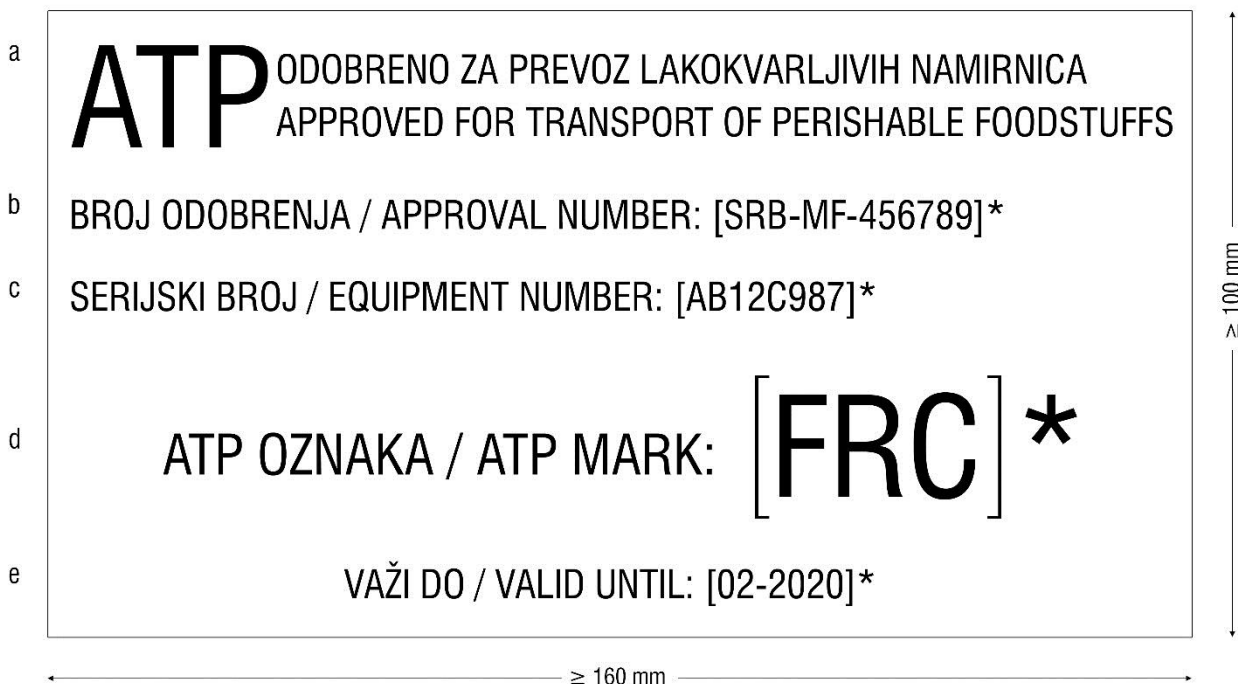 a
ATP ODOBRENO ZA PREVOZ LAKOKVARLJIVIH NAMIRNICA
APPROVED FOR TRANSPORT OF PERISHABLE FOODSTUFFS
b
BROJ ODOBRENJA / APPROVAL NUMBER: [SRB-MF-456789]*
c
SERIJSKI BROJ / EQUIPMENT NUMBER: [AB12C987]*
d
ATP OZNAKA / ATP MARK: [FRC]*
e
VAŽI DO / VALID UNTIL: [02-2020]*
≥ 100 mm
≥ 160 mm